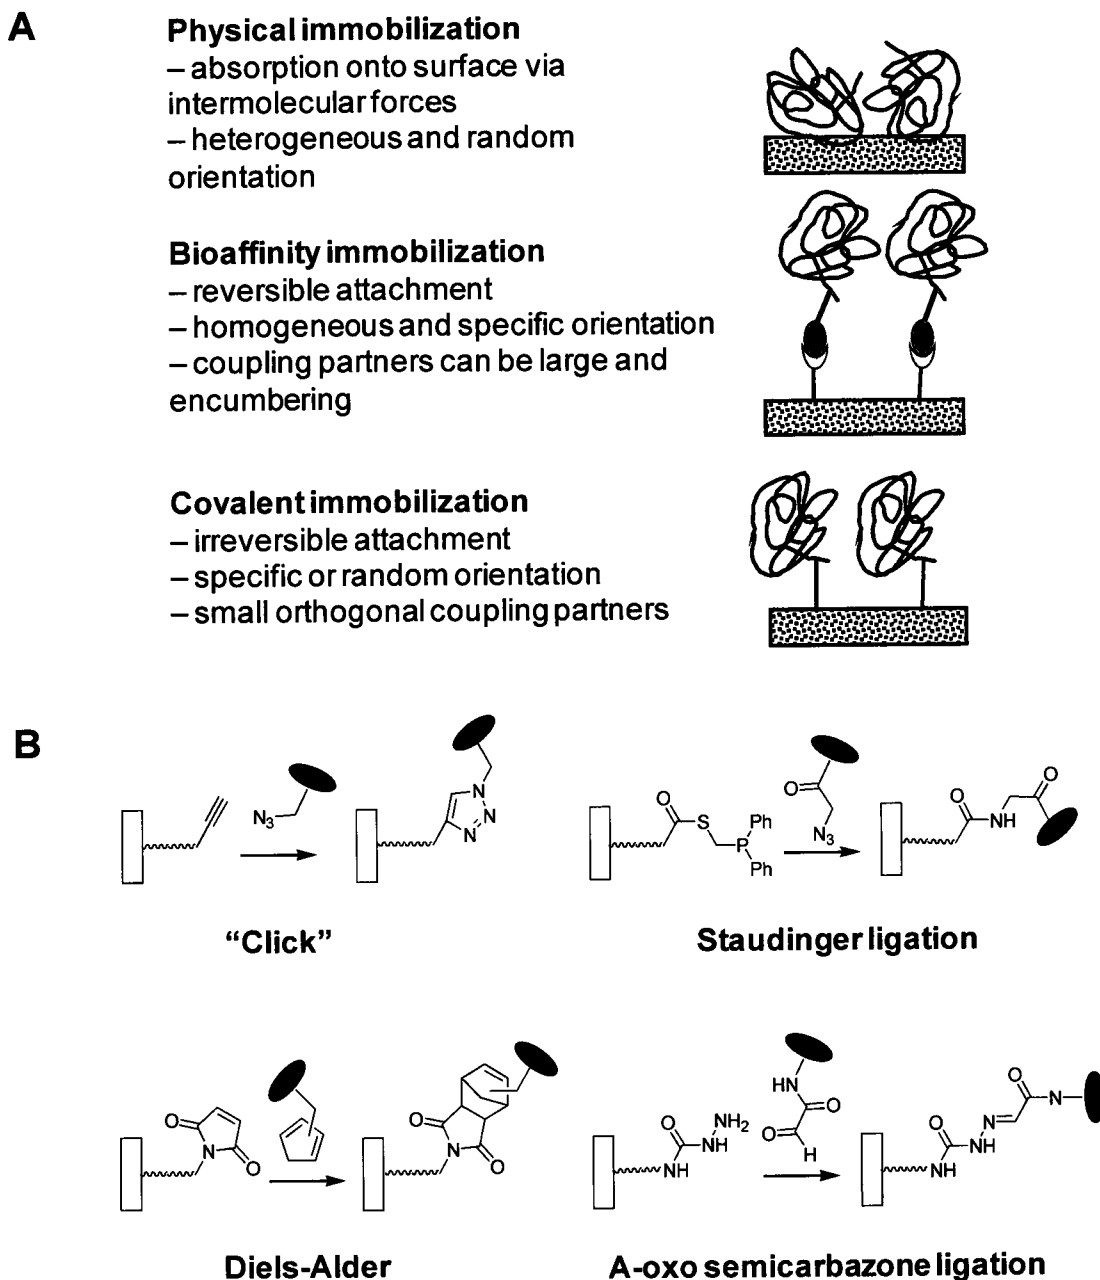 A
Physical immobilization
– absorption onto surface via
intermolecular forces
– heterogeneous and random
orientation
Bioaffinity immobilization
– reversible attachment
– homogeneous and specific orientation
– coupling partners can be large and
encumbering
Covalent immobilization
– irreversible attachment
– specific or random orientation
– small orthogonal coupling partners
B
N₃
N
N
N
“Click”
O
S
P
Ph
Ph
O
N₃
O
NH
O
Staudinger ligation
O
N
O
O
N
O
Diels-Alder
O
NH
NH
NH₂
HN
O
O
H
O
NH
NH
N
O
N
A-oxo semicarbazone ligation